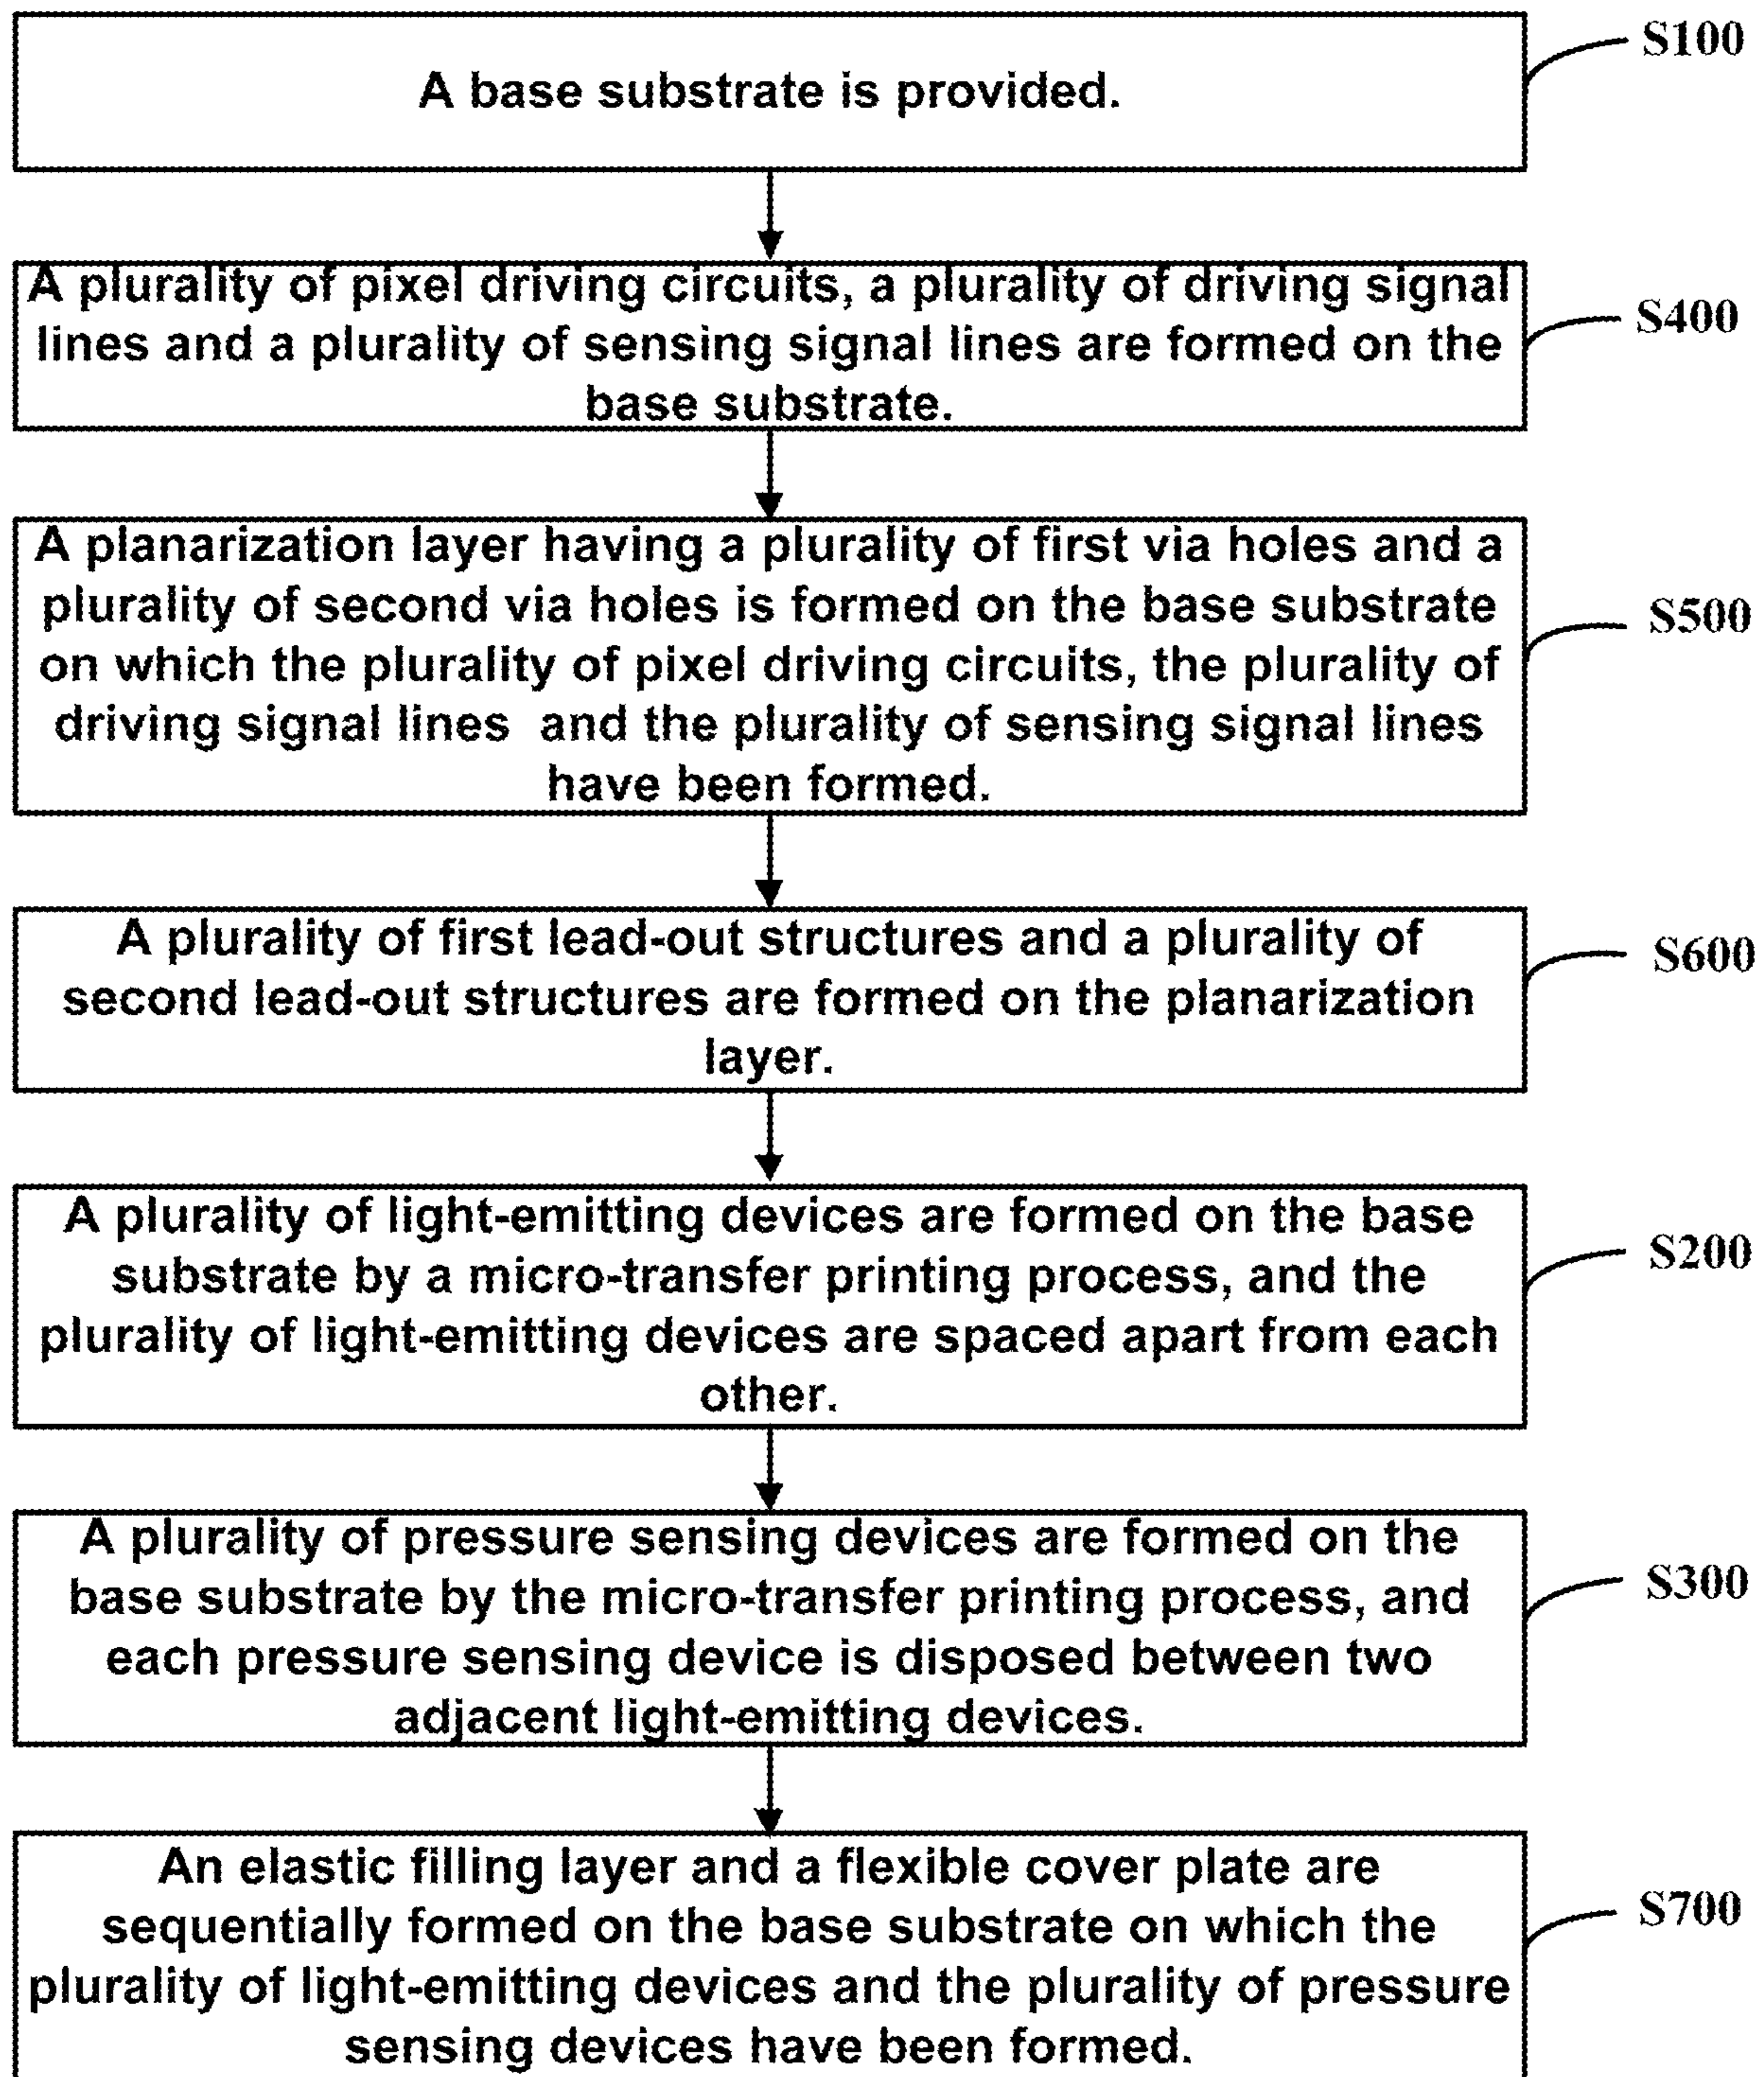 A base substrate is provided.
S100
A plurality of pixel driving circuits, a plurality of driving signal
lines and a plurality of sensing signal lines are formed on the
base substrate.
S400
A planarization layer having a plurality of first via holes and a
plurality of second via holes is formed on the base substrate
on which the plurality of pixel driving circuits, the plurality of
driving signal lines and the plurality of sensing signal lines
have been formed.
S500
A plurality of first lead-out structures and a plurality of
second lead-out structures are formed on the planarization
layer.
S600
A plurality of light-emitting devices are formed on the base
substrate by a micro-transfer printing process, and the
plurality of light-emitting devices are spaced apart from each
other.
S200
A plurality of pressure sensing devices are formed on the
base substrate by the micro-transfer printing process, and
each pressure sensing device is disposed between two
adjacent light-emitting devices.
S300
An elastic filling layer and a flexible cover plate are
sequentially formed on the base substrate on which the
plurality of light-emitting devices and the plurality of pressure
sensing devices have been formed.
S700